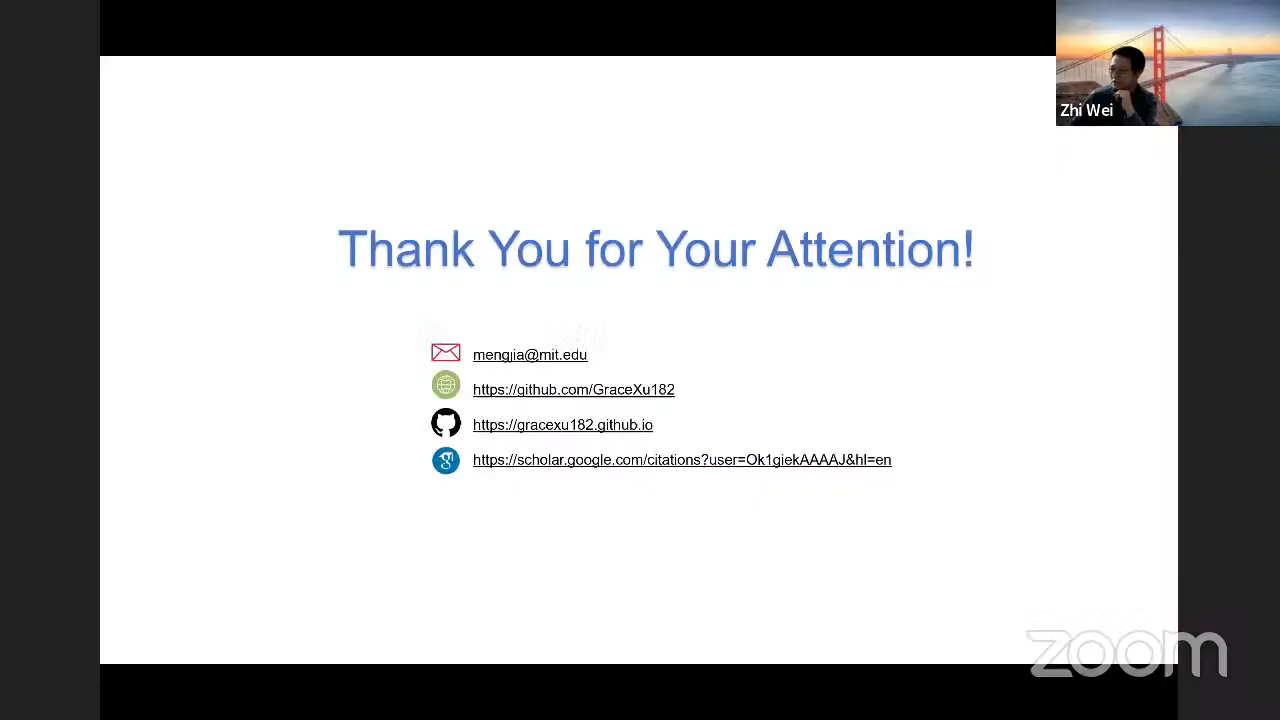 Zhi Wei
Thank You for Your Attention!
mengjia@mit.edu
https://github.com/GraceXu182
https://gracexu182.github.io
https://scholar.google.com/citations?user=Ok1giekAAAAJ&hl=en
zoom